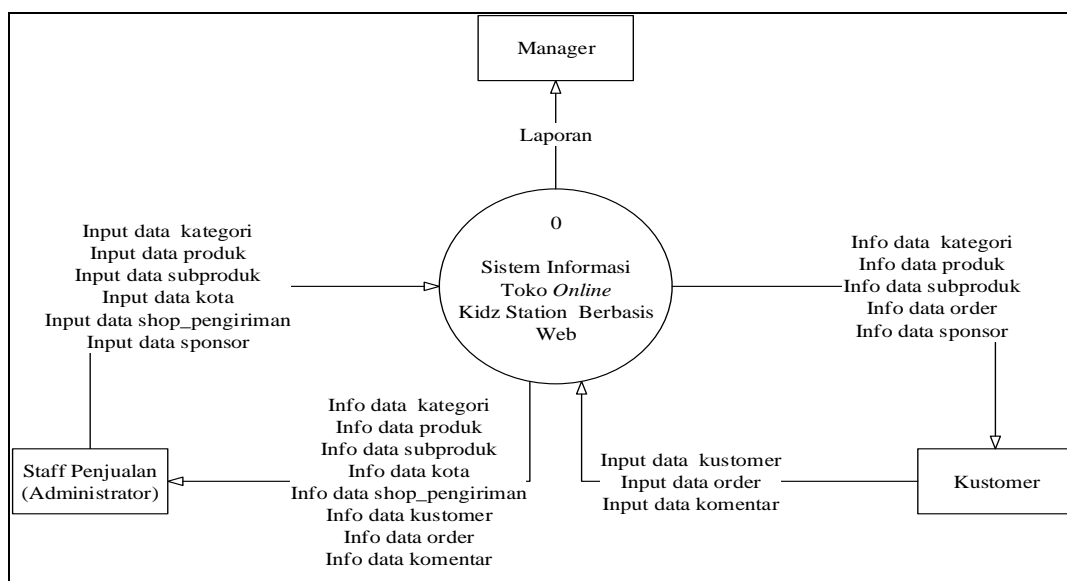 Manager
Laporan
0
Sistem Informasi
Toko Online
Kidz Station Berbasis
Web
Input data kategori
Input data produk
Input data subproduk
Input data kota
Input data shop_pengiriman
Input data sponsor
Info data kategori
Info data produk
Info data subproduk
Info data order
Info data sponsor
Info data kategori
Info data produk
Info data subproduk
Info data kota
Info data shop_pengiriman
Info data kustomer
Info data order
Info data komentar
Input data kustomer
Input data order
Input data komentar
Staff Penjualan
(Administrator)
Kustomer